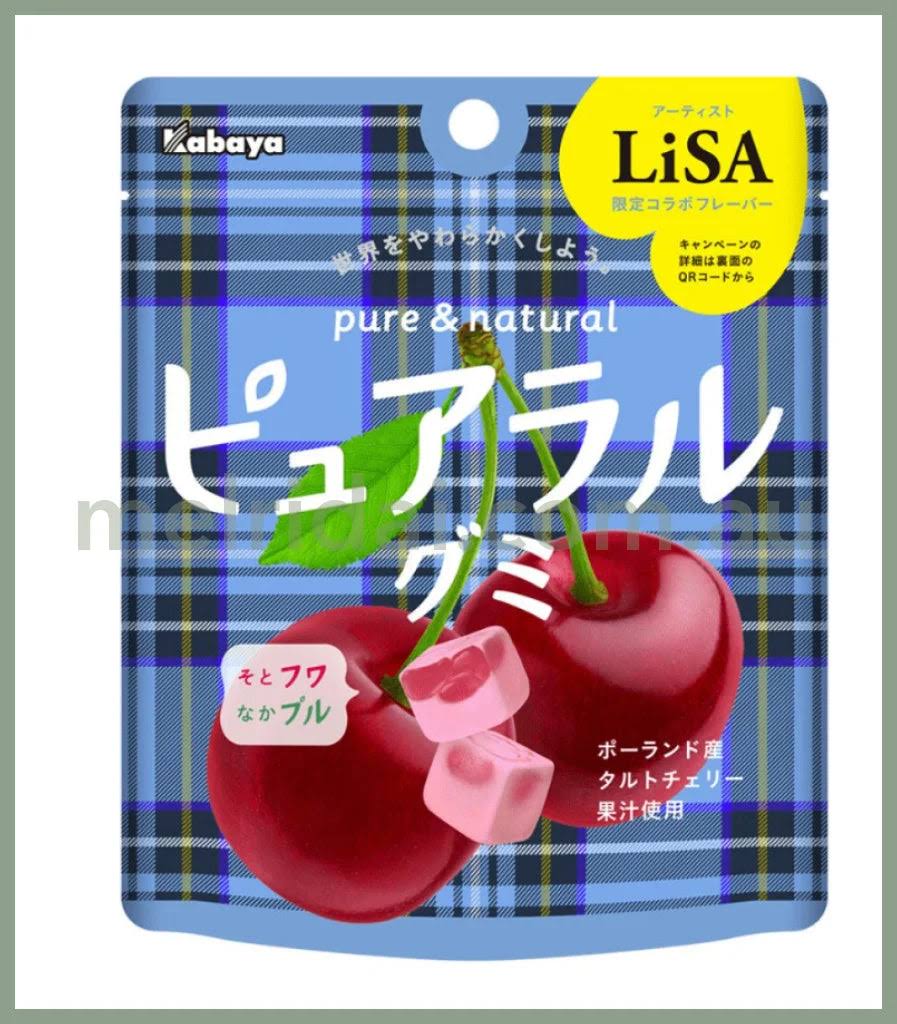 Kabaya
アーティスト
LiSA
限定コラボフレーバー
キャンペーンの
詳細は裏面の
QRコードから
世界をやわらかくしよう。
pure & natural
ピュアラル
グミ
そとフワ
なかプル
ポーランド産
タルトチェリー
果汁使用